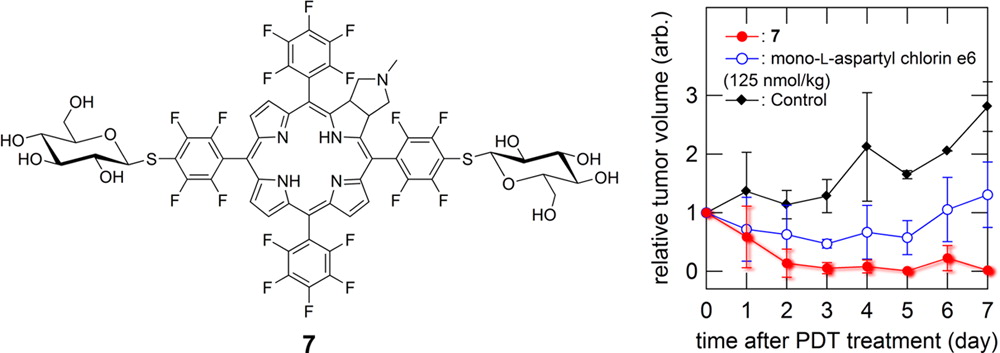 F
F F
F F
N
N HN
NH N
OH
HO O
HO
OH
S
F F
F F
F F
F F
S HO
O OH
OH
HO
F F
F F
F
7
relative tumor volume (arb.)
: 7
: mono-L-aspartyl chlorin e6
(125 nmol/kg)
: Control
3
2
1
0
0 1 2 3 4 5 6 7
time after PDT treatment (day)